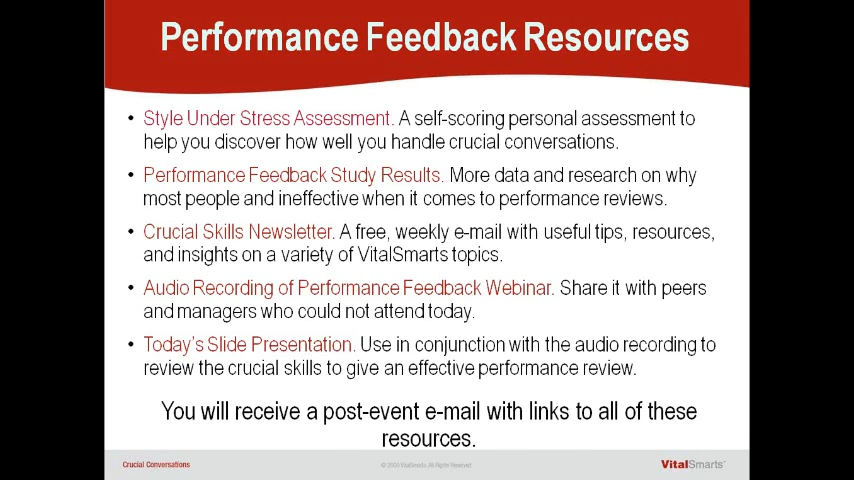 Performance Feedback Resources
• Style Under Stress Assessment. A self-scoring personal assessment to
help you discover how well you handle crucial conversations.
• Performance Feedback Study Results. More data and research on why
most people and ineffective when it comes to performance reviews.
• Crucial Skills Newsletter. A free, weekly e-mail with useful tips, resources,
and insights on a variety of VitalSmarts topics.
• Audio Recording of Performance Feedback Webinar. Share it with peers
and managers who could not attend today.
• Today's Slide Presentation. Use in conjunction with the audio recording to
review the crucial skills to give an effective performance review.
You will receive a post-event e-mail with links to all of these
resources.
Crucial Conversations
VitalSmarts. All Rights Reserved
VitalSmarts